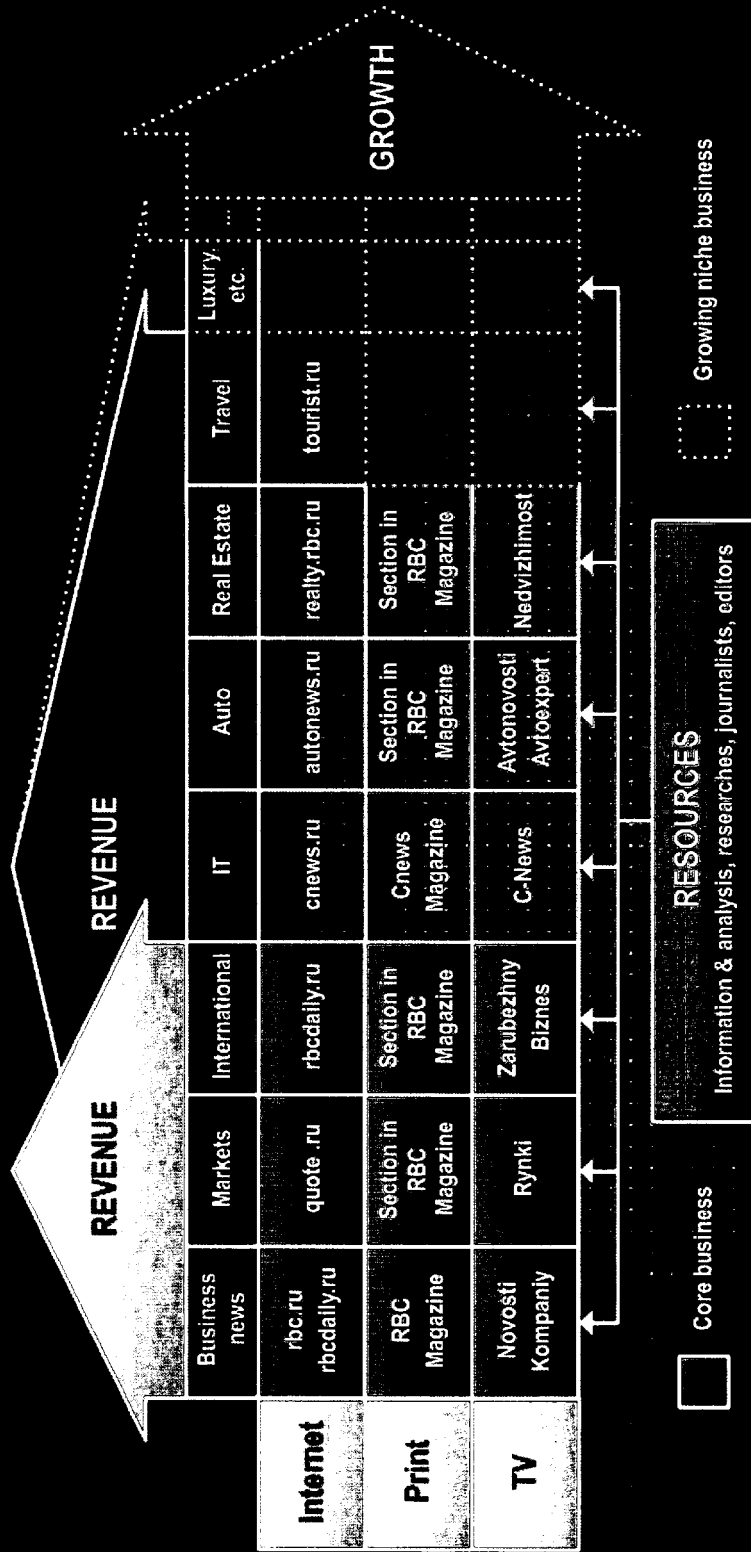 REVENUE
REVENUE
Business
news
Markets
International
IT
Auto
Real Estate
Travel
Luxury,
etc.
...
Internet
rbc.ru
rbcdaily.ru
quote.ru
rbcdaily.ru
cnews.ru
autonews.ru
realty.rbc.ru
tourist.ru
Print
RBC
Magazine
Section in
RBC
Magazine
Section in
RBC
Magazine
Cnews
Magazine
Section in
RBC
Magazine
Section in
RBC
Magazine
TV
Novosti
Kompaniy
Rynki
Zarubezhny
Biznes
C-News
Avtonovosti
Avtoexpert
Nedvizhimost
GROWTH
Core business
RESOURCES
Information & analysis, researches, journalists, editors
Growing niche business